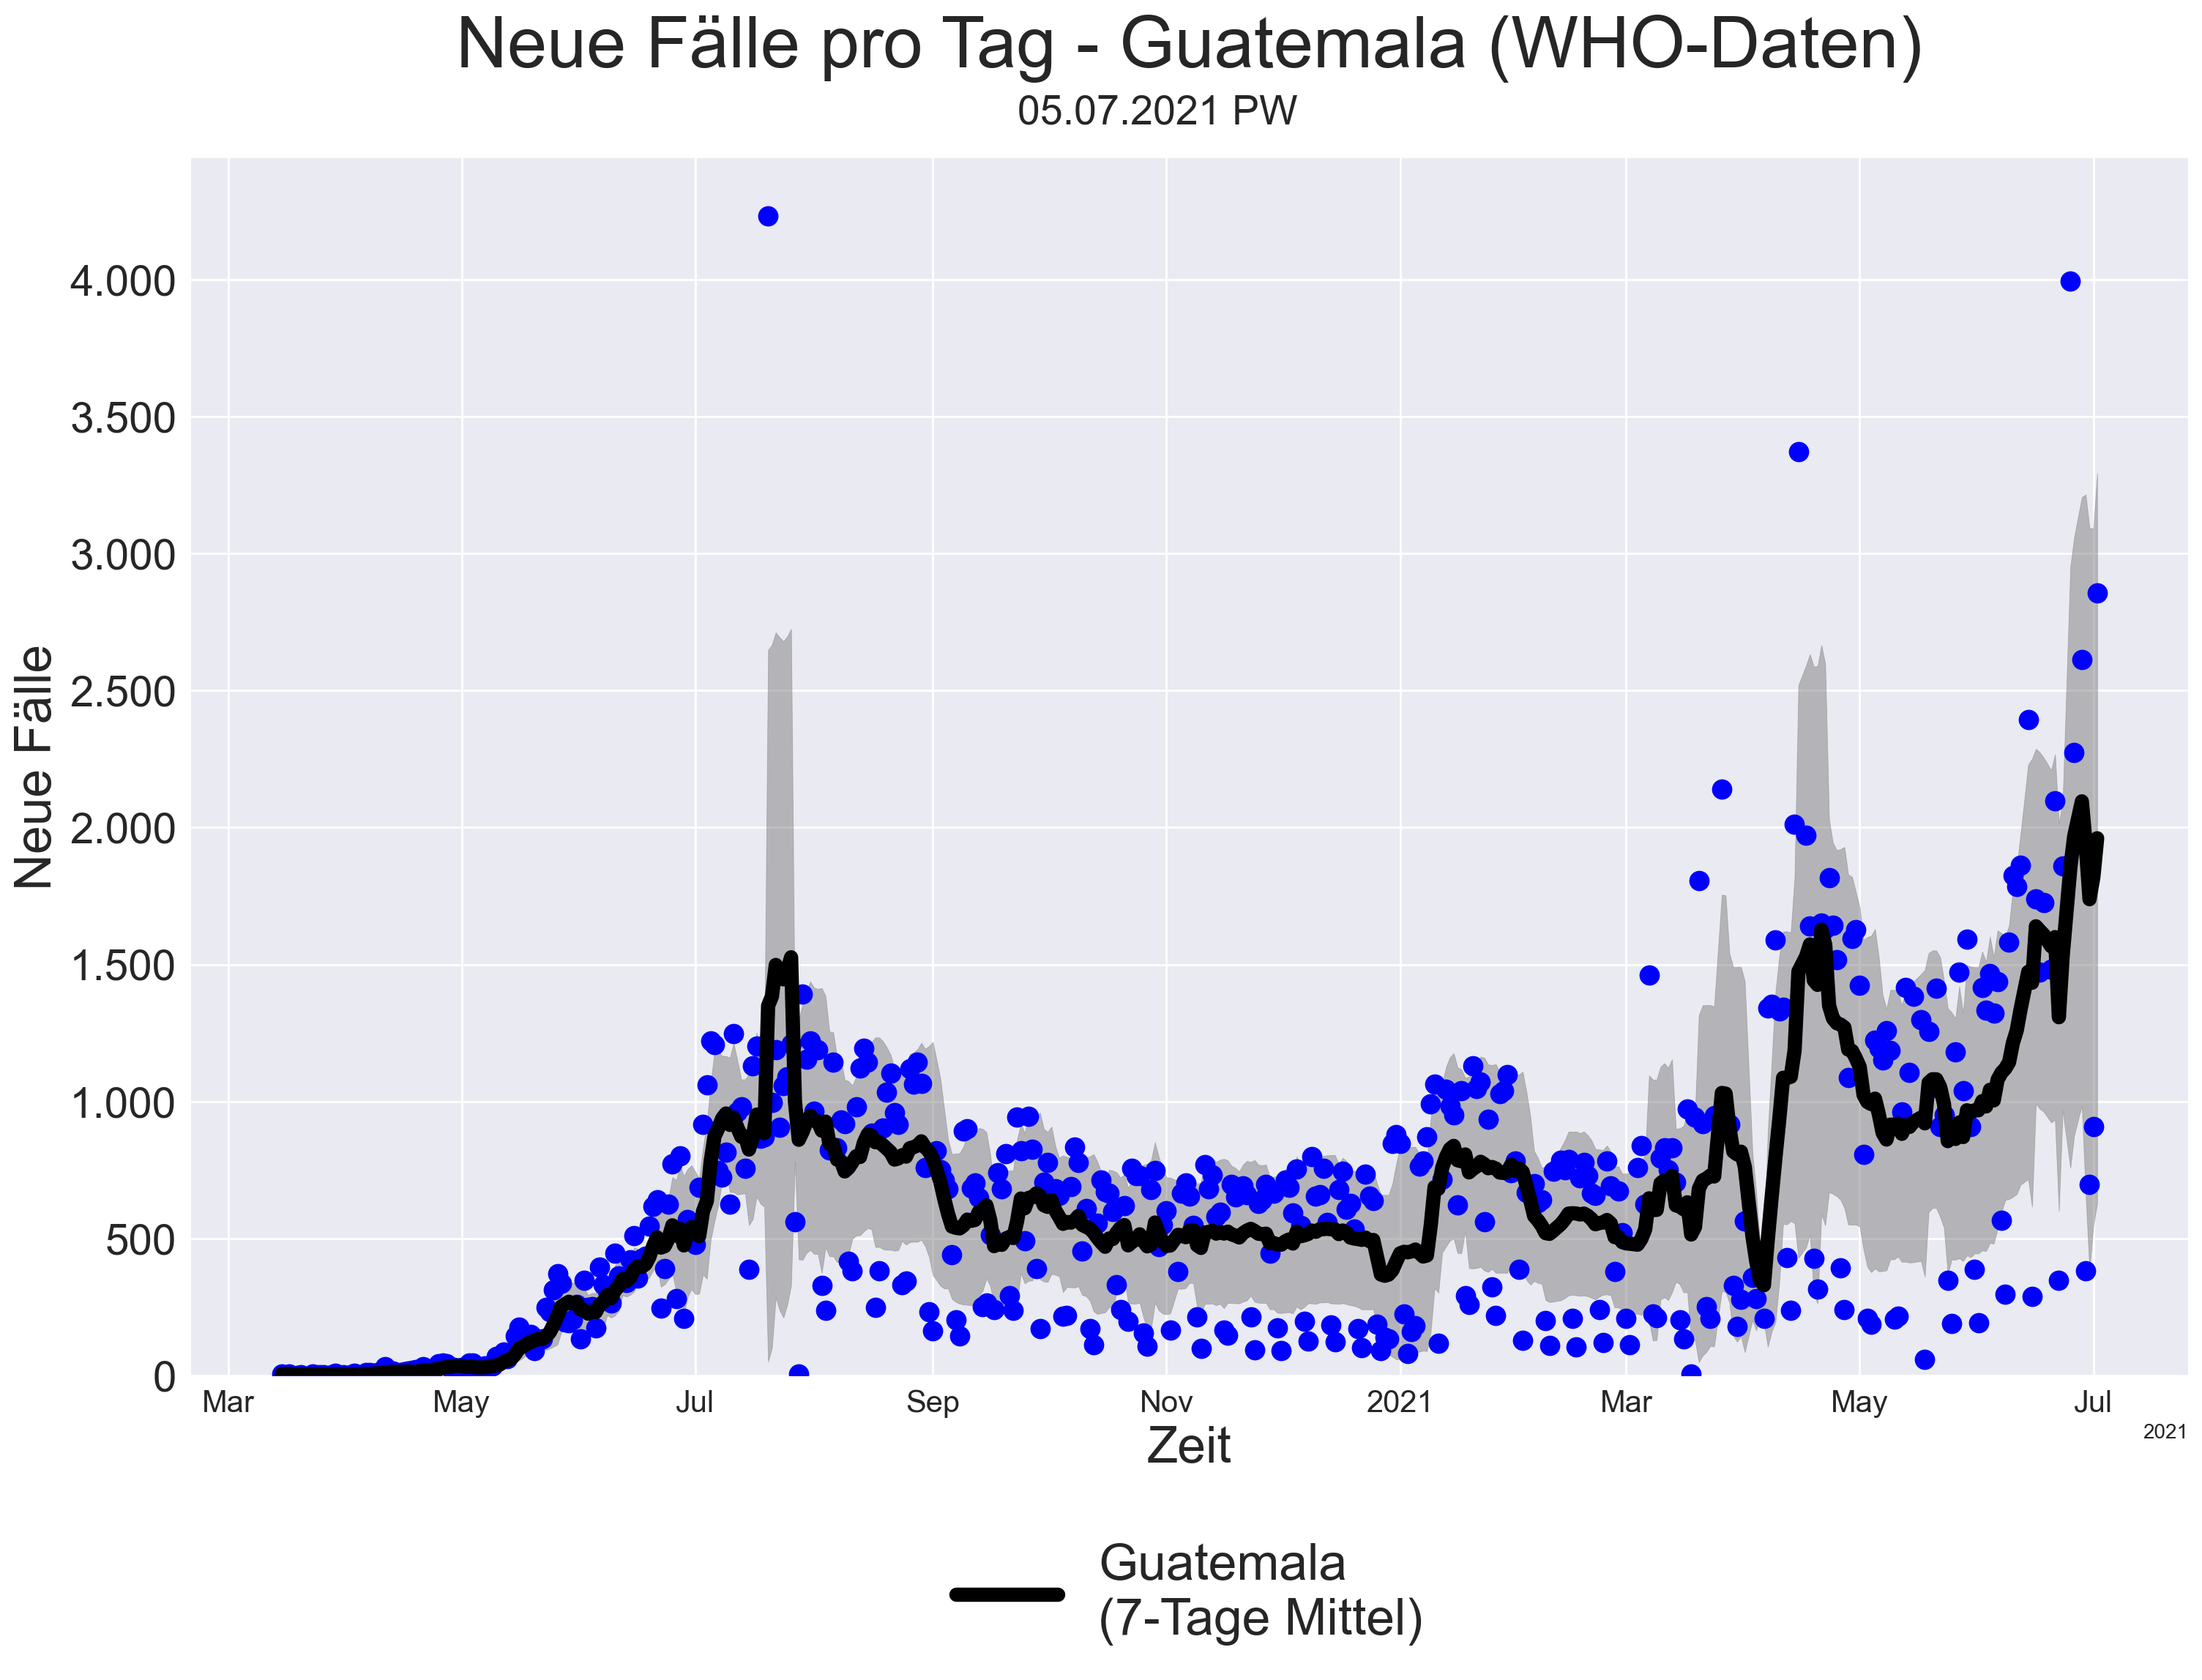 Neue Fälle pro Tag - Guatemala (WHO-Daten)
05.07.2021 PW
Neue Fälle
4.000
3.500
3.000
2.500
2.000
1.500
1.000
500
0
Mar May Jul Sep Nov 2021 Mar May Jul
2021
Zeit
Guatemala
(7-Tage Mittel)